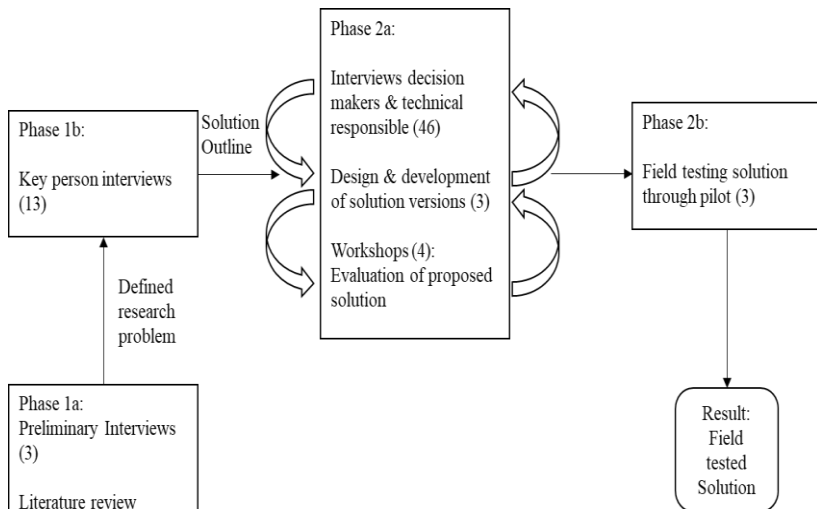 Phase 1a:
Preliminary Interviews
(3)
Literature review
Defined
research
problem
Phase 1b:
Key person interviews
(13)
Solution
Outline
Phase 2a:
Interviews decision
makers & technical
responsible (46)
Design & development
of solution versions (3)
Workshops (4):
Evaluation of proposed
solution
Phase 2b:
Field testing solution
through pilot (3)
Result:
Field
tested
Solution